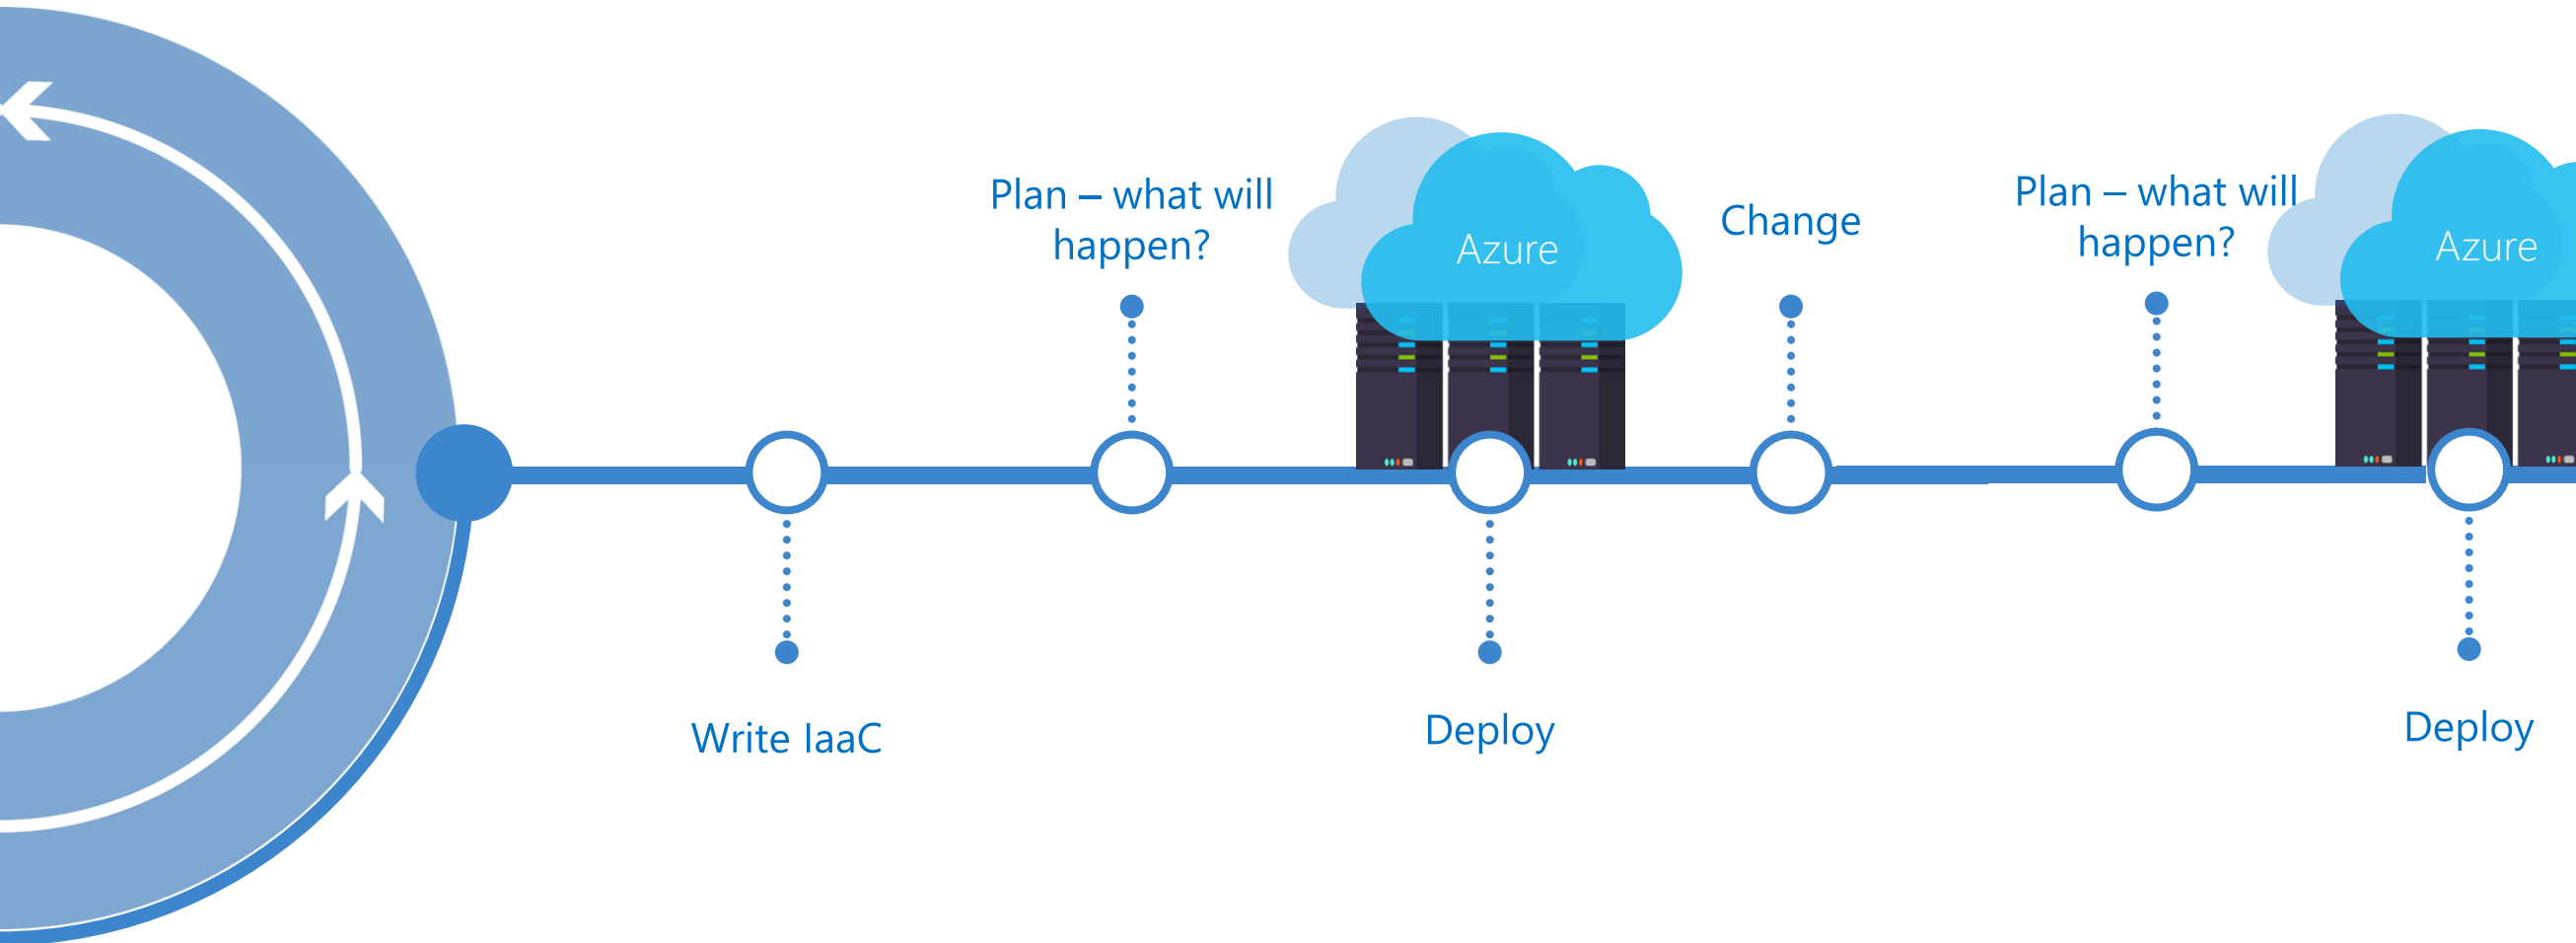 Plan – what will
happen?
Azure
Change
Plan – what will
happen?
Azure
Write IaaC
Deploy
Deploy